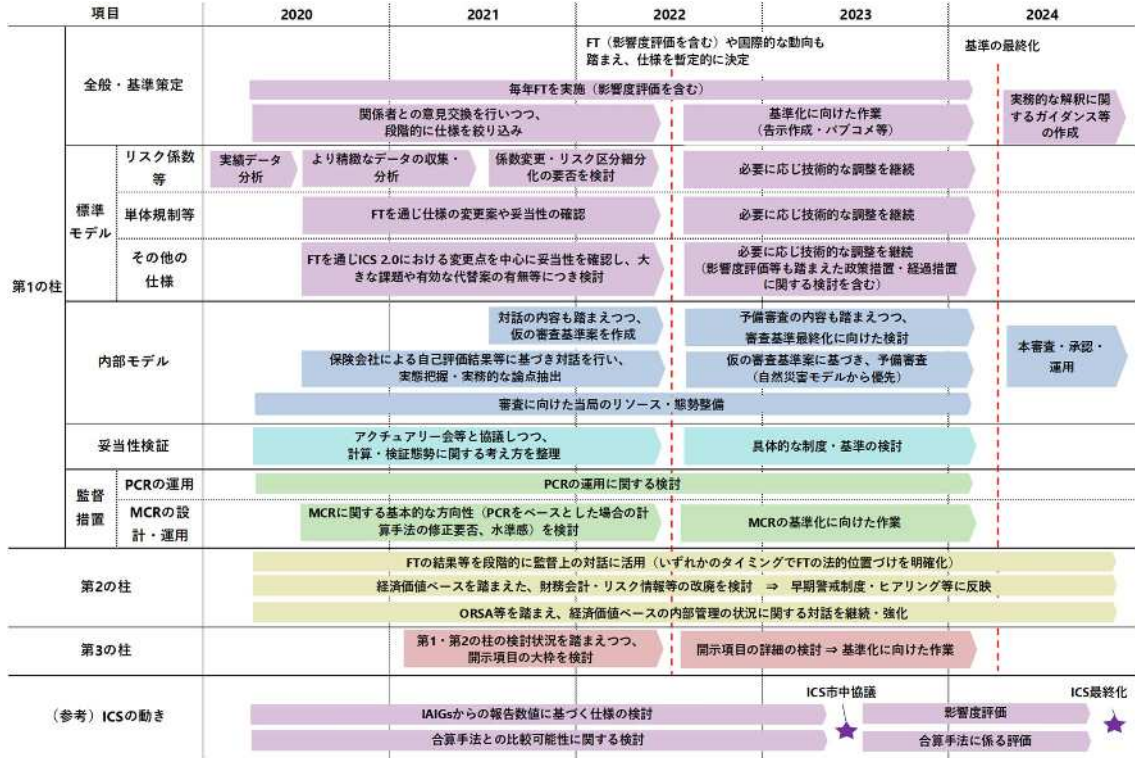 項目
2020
2021
2022
2023
2024
FT（影響度評価を含む）や国際的な動向も
踏まえ、仕様を暫定的に決定
基準の最終化
全般・基準策定
毎年FTを実施（影響度評価を含む）
関係者との意見交換を行いつつ、
段階的に仕様を絞り込み
基準化に向けた作業
（告示作成・パブコメ等）
実務的な解釈に関
するガイダンス等
の作成
第1の柱
標準
モデル
リスク係数
等
実績データ
分析
より精緻なデータの収集・
分析
係数変更・リスク区分細分
化の要否を検討
必要に応じ技術的な調整を継続
単体規制等
FTを通じ仕様の変更案や妥当性の確認
必要に応じ技術的な調整を継続
その他の
仕様
FTを通じICS 2.0における変更点を中心に妥当性を確認し、大
きな課題や有効な代替案の有無等につき検討
必要に応じ技術的な調整を継続
（影響度評価等も踏まえた政策措置・経過措置
に関する検討を含む）
内部モデル
対話の内容も踏まえつつ、
仮の審査基準案を作成
予備審査の内容も踏まえつつ、
審査基準最終化に向けた検討
保険会社による自己評価結果等に基づき対話を行い、
実態把握・実務的な論点抽出
仮の審査基準案に基づき、予備審査
（自然災害モデルから優先）
本審査・承認・
運用
審査に向けた当局のリソース・態勢整備
妥当性検証
アクチュアリー会等と協議しつつ、
計算・検証態勢に関する考え方を整理
具体的な制度・基準の検討
監督
措置
PCRの運用
PCRの運用に関する検討
MCRの設
計・運用
MCRに関する基本的な方向性（PCRをベースとした場合の計
算手法の修正要否、水準感）を検討
MCRの基準化に向けた作業
第2の柱
FTの結果等を段階的に監督上の対話に活用（いずれかのタイミングでFTの法的位置づけを明確化）
経済価値ベースを踏まえた、財務会計・リスク情報等の改廃を検討　⇒　早期警戒制度・ヒアリング等に反映
ORSA等を踏まえ、経済価値ベースの内部管理の状況に関する対話を継続・強化
第3の柱
第1・第2の柱の検討状況を踏まえつつ、
開示項目の大枠を検討
開示項目の詳細の検討 ⇒ 基準化に向けた作業
（参考）ICSの動き
ICS市中協議
ICS最終化
IAIGsからの報告数値に基づく仕様の検討
影響度評価
合算手法との比較可能性に関する検討
合算手法に係る評価